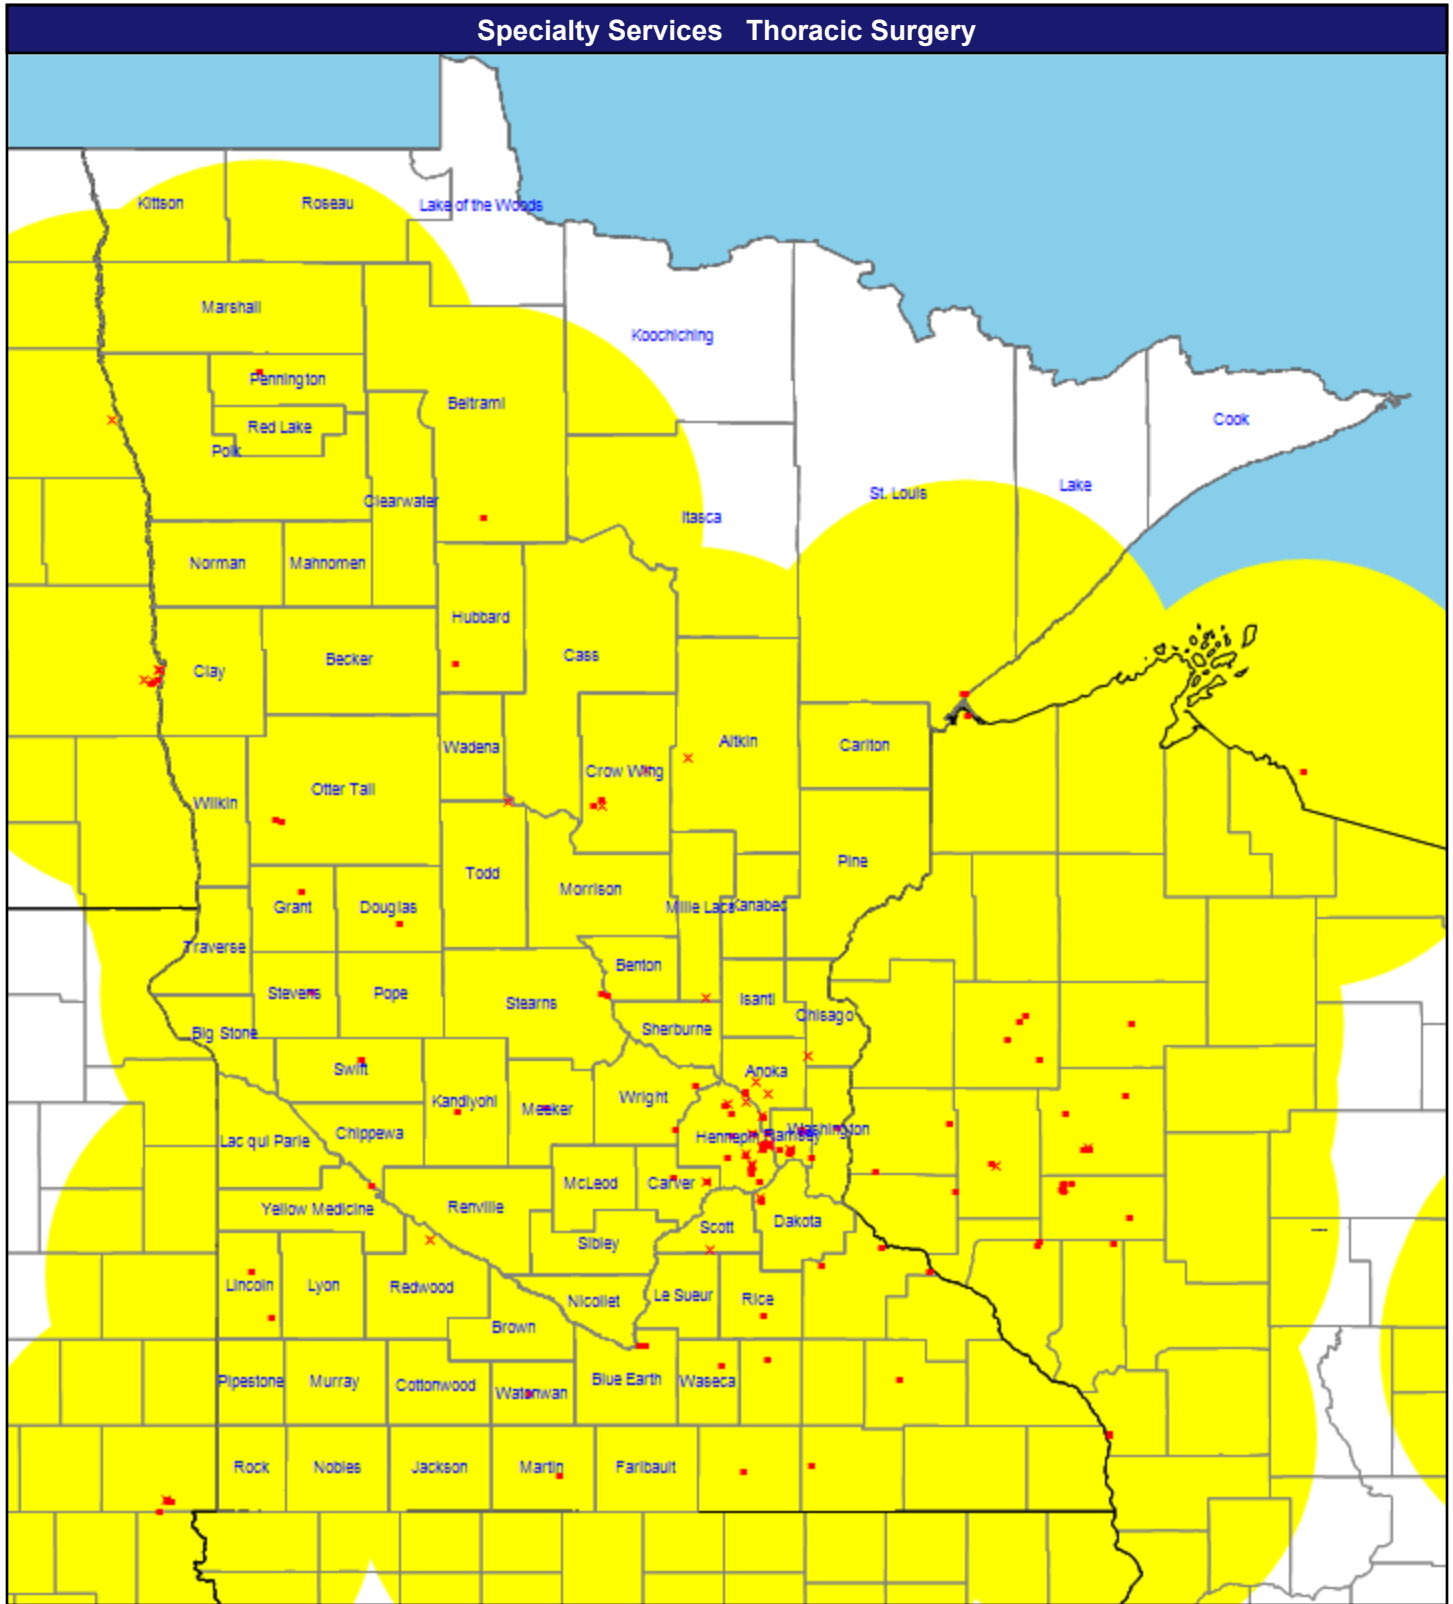 Specialty Services Thoracic Surgery
Kittson
Roseau
Lake of the Woods
Marshall
Koochiching
Pennington
Beltrami
Cook
Red Lake
Polk
Clearwater
St. Louis
Lake
Itasca
Norman
Mahnomen
Hubbard
Cass
Becker
Clay
Aitkin
Carlton
Wadena
Crow Wing
Otter Tail
Wilkin
Pine
Todd
Morrison
Grant
Douglas
Mille Lacs
Kanabec
Traverse
Benton
Stevens
Pope
Stearns
Isanti
Chisago
Big Stone
Sherburne
Swift
Anoka
Kandiyohi
Meeker
Wright
Lac qui Parle
Chippewa
Hennepin
Ramsey
Washington
McLeod
Carver
Yellow Medicine
Renville
Scott
Dakota
Sibley
Lincoln
Lyon
Redwood
Nicollet
Le Sueur
Rice
Brown
Pipestone
Murray
Cottonwood
Watonwan
Blue Earth
Waseca
Rock
Nobles
Jackson
Martin
Faribault